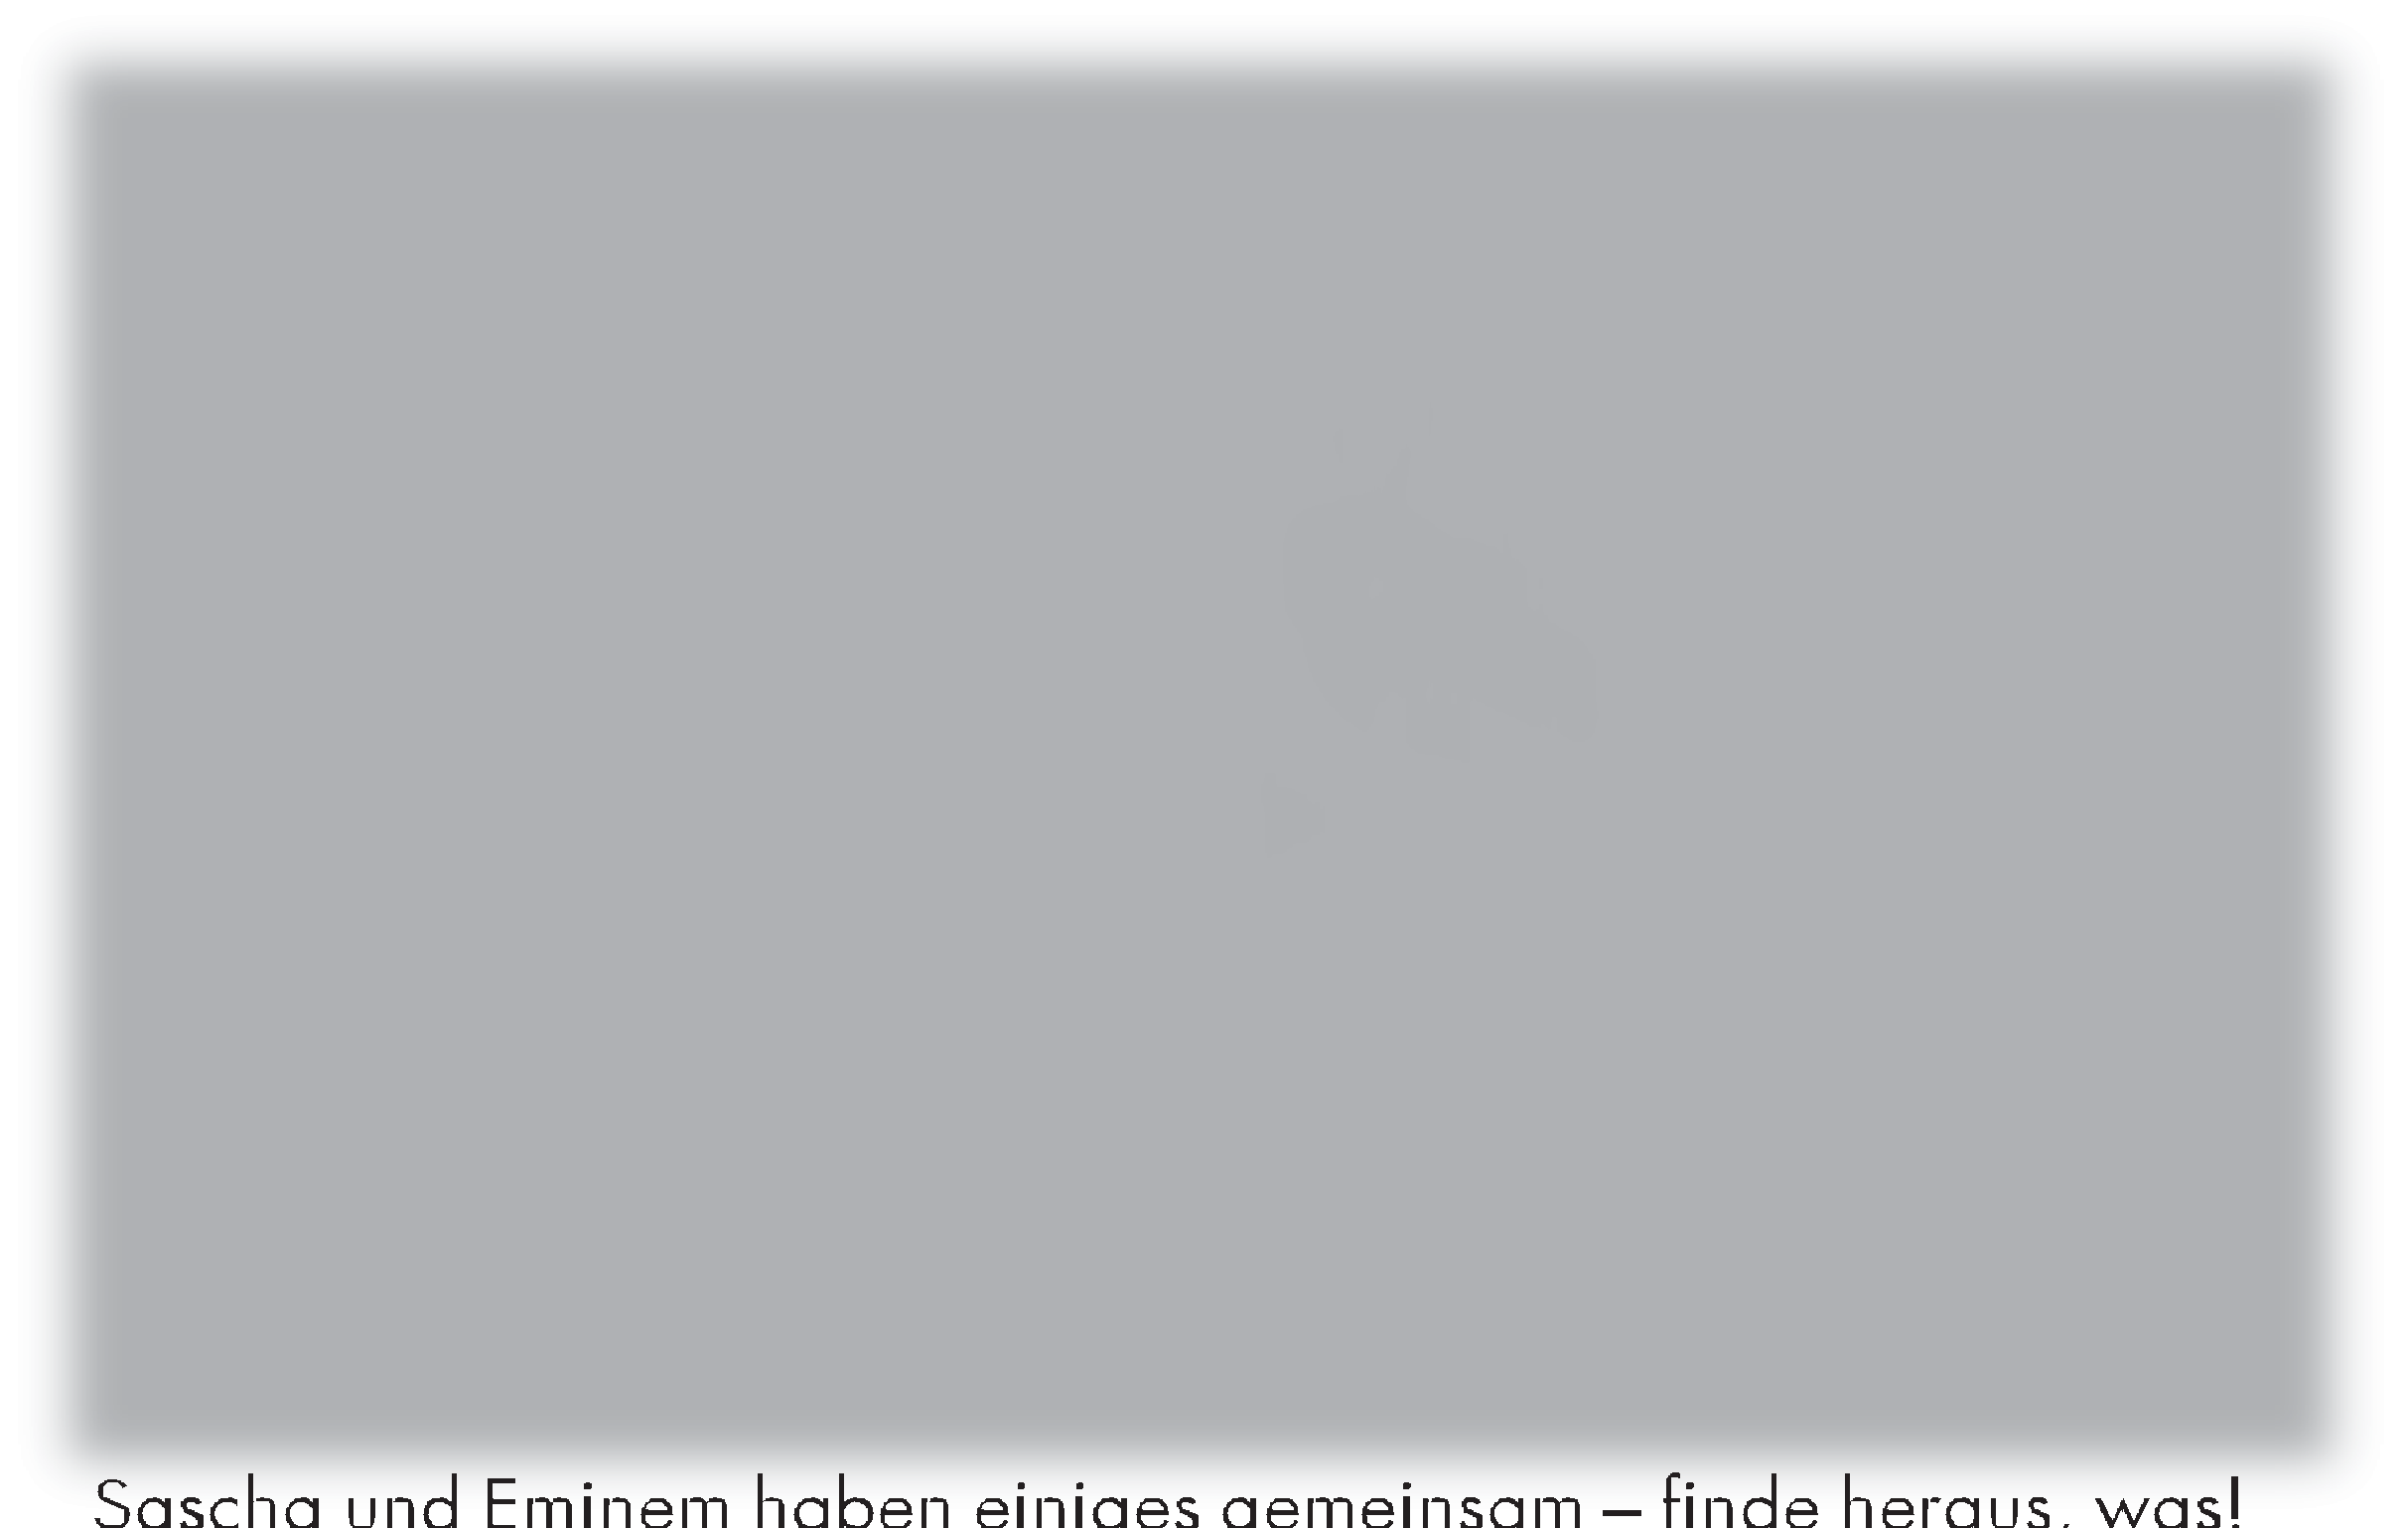 Sascha und Eminem haben einiges gemeinsam – finde heraus, was!